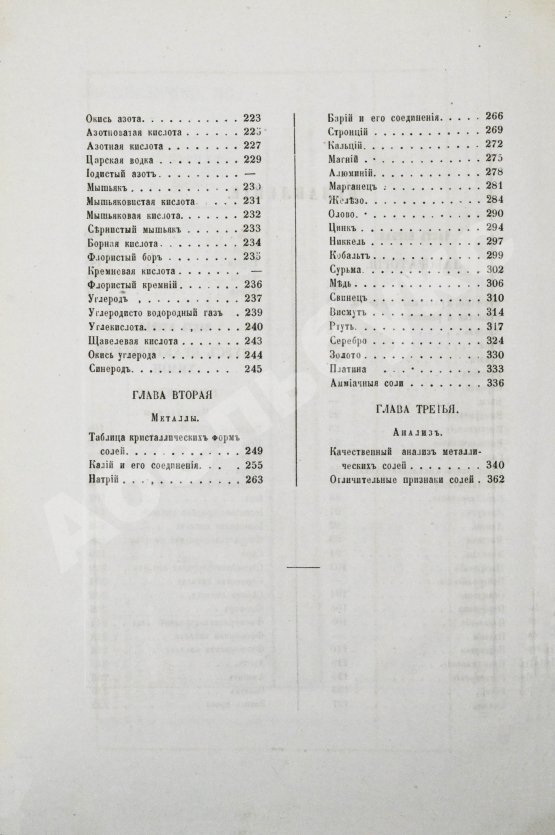 Окись азота. . . . . . . . . . 223
Азотноватая кислота . . . . . . 225
Азотная кислота . . . . . . . 227
Царская водка . . . . . . . . 229
Іодистый азотъ. . . . . . . . —
Мышьякъ. . . . . . . . . . . 230
Мышьяковистая кислота . . . . 231
Мышьяковая кислота. . . . . . 232
Сѣрнистый мышьякъ . . . . . . 233
Борная кислота. . . . . . . . 234
Флористый боръ . . . . . . . 235
Кремневая кислота . . . . . . —
Флористый кремній . . . . . . 236
Углеродъ . . . . . . . . . . 237
Углеродисто водородный газъ . . 239
Углекислота. . . . . . . . . . 240
Щавелевая кислота . . . . . . 243
Окись углерода . . . . . . . . 244
Синеродъ. . . . . . . . . . . 245
ГЛАВА ВТОРАЯ
Металлы.
Таблица кристаллическихъ формъ
солей. . . . . . . . . . . 249
Калій и его соединенія. . . . . 255
Натрій . . . . . . . . . . . 263
Барій и его соединенія. . . . . 266
Стронцій . . . . . . . . . . 269
Кальцій . . . . . . . . . . . 272
Магній . . . . . . . . . . . 275
Алюминій. . . . . . . . . . . 278
Марганецъ . . . . . . . . . . 281
Желѣзо. . . . . . . . . . . . 284
Олово. . . . . . . . . . . . 290
Цинкъ . . . . . . . . . . . . 294
Никкель . . . . . . . . . . . 297
Кобальтъ . . . . . . . . . . 299
Сурьма . . . . . . . . . . . 302
Мѣдь . . . . . . . . . . . . 306
Свинецъ . . . . . . . . . . . 310
Висмутъ . . . . . . . . . . . 314
Ртуть. . . . . . . . . . . . 317
Серебро . . . . . . . . . . . 324
Золото . . . . . . . . . . . 330
Платина . . . . . . . . . . . 333
Амміачныя соли . . . . . . . . 336
ГЛАВА ТРЕТЬЯ.
Анализъ.
Качественный анализъ металли-
ческихъ солей . . . . . . . 340
Отличительные признаки солей . 362